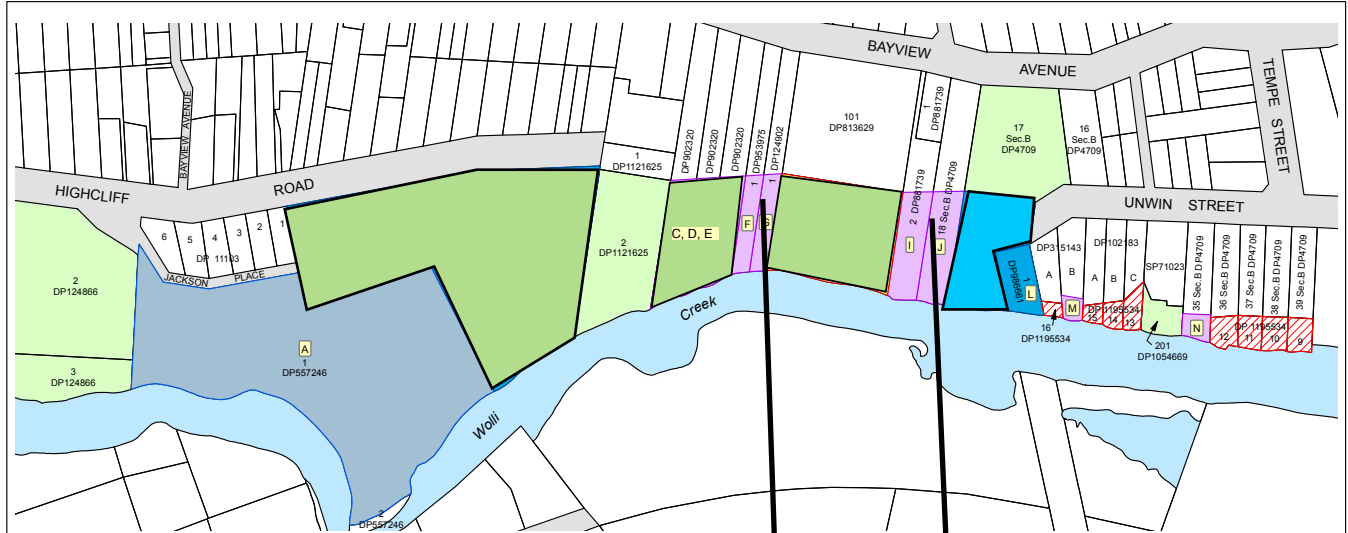 BAYVIEW
AVENUE
TEMPE STREET
BAYVIEW AVENUE
HIGHCLIFF
ROAD
UNWIN STREET
JACKSON PLACE
6
5
4
3
2
1
DP 11103
2
DP124866
3
DP124866
A
1
DP557246
2
DP557246
Wolli
Creek
1
DP1121625
2
DP1121625
DP902320
DP902320
DP902320
1 DP953975
1 DP124902
C, D, E
F
101
DP813629
1
DP881739
2 DP881739
18 Sec.B DP4709
I
J
17
Sec.B
DP4709
16
Sec.B
DP4709
1
DP986661
L
DP315143
A
B
DP102183
A
B
C
SP71023
35 Sec.B DP4709
36 Sec.B DP4709
37 Sec.B DP4709
38 Sec.B DP4709
39 Sec.B DP4709
M
DP1195534
15
14
13
16
DP1195534
201
DP1054669
N
DP 1195534
12
11
10
9